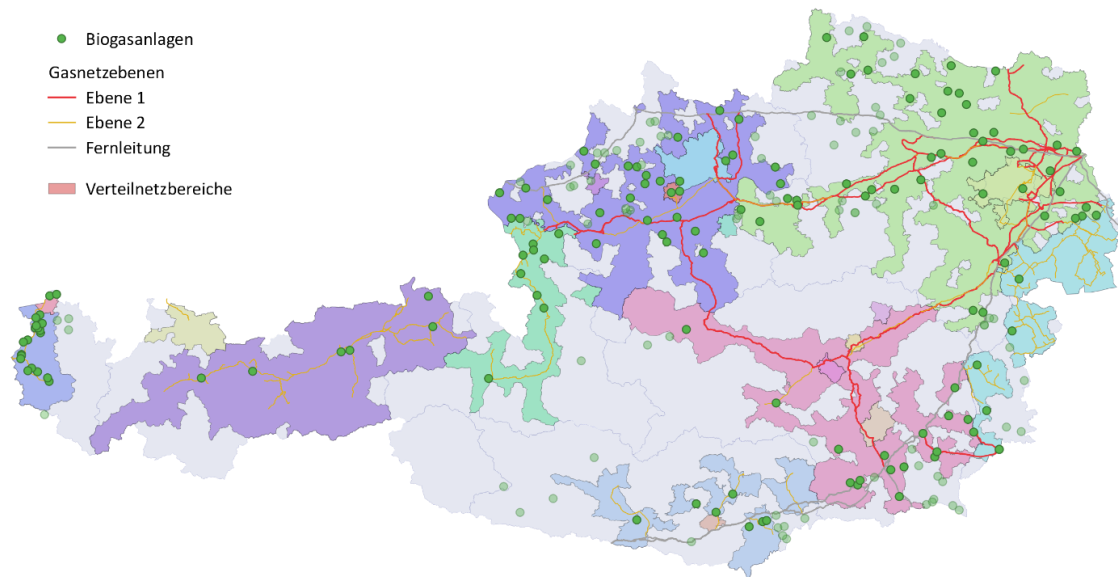 Biogasanlagen
Gasnetzebenen
Ebene 1
Ebene 2
Fernleitung
Verteilnetzbereiche